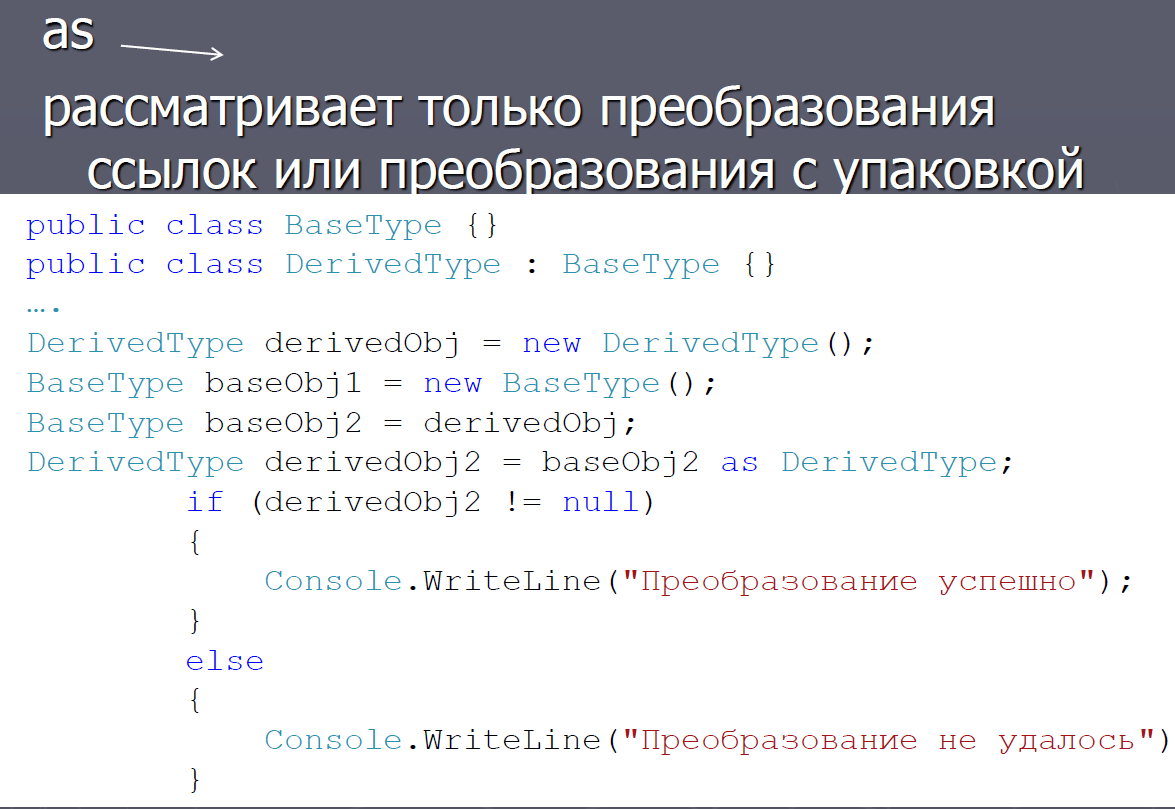 as
рассматривает только преобразования
ссылок или преобразования с упаковкой
public class BaseType {}
public class DerivedType : BaseType {}
….
DerivedType derivedObj = new DerivedType();
BaseType baseObj1 = new BaseType();
BaseType baseObj2 = derivedObj;
DerivedType derivedObj2 = baseObj2 as DerivedType;
if (derivedObj2 != null)
{
Console.WriteLine("Преобразование успешно");
}
else
{
Console.WriteLine("Преобразование не удалось")
}